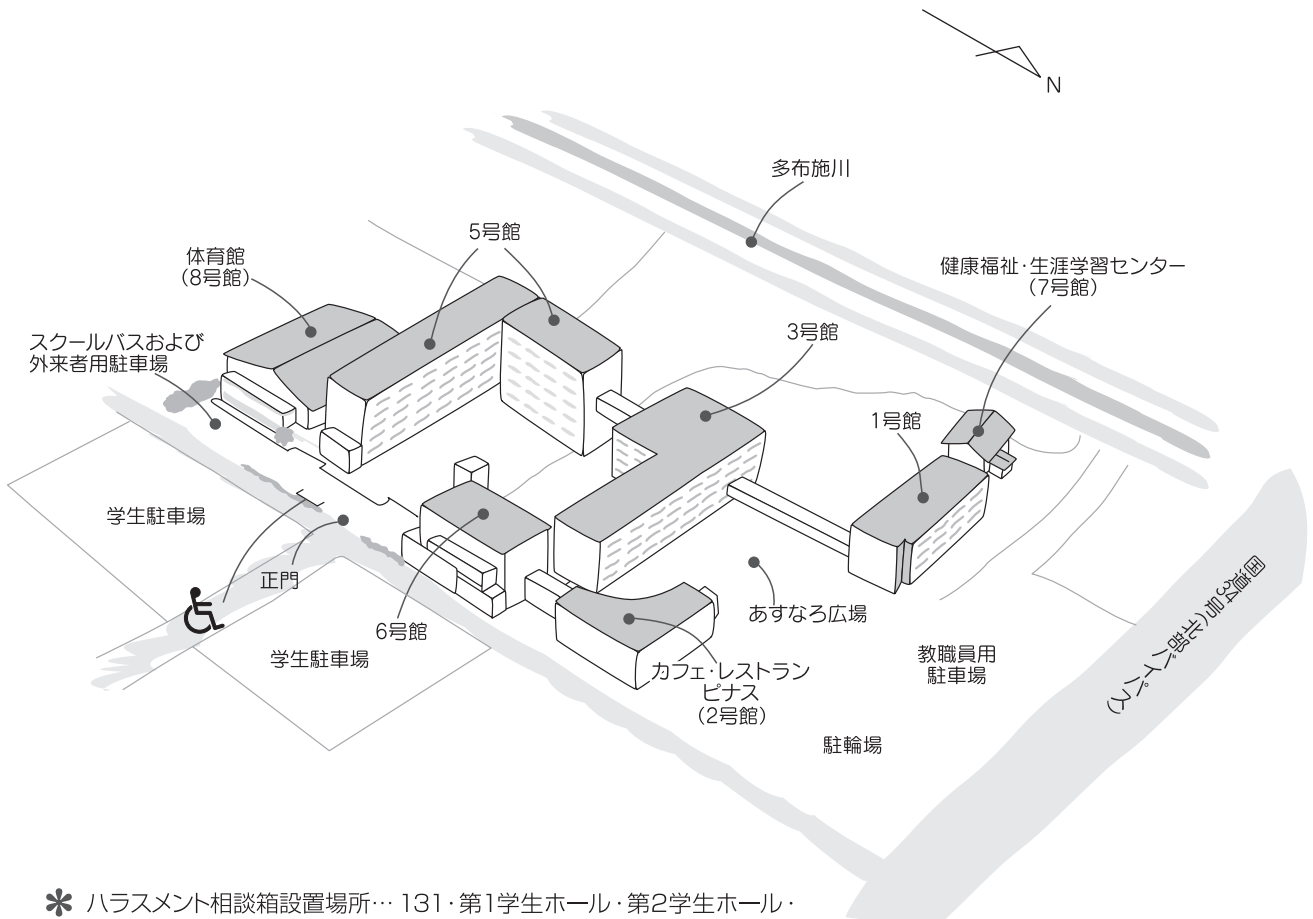 N
多布施川
5号館
体育館
(8号館)
健康福祉・生涯学習センター
(7号館)
スクールバスおよび
外来者用駐車場
3号館
1号館
学生駐車場
正門
あすなろ広場
6号館
学生駐車場
カフェ・レストラン
ピナス
(2号館)
教職員用
駐車場
国道34号(北部バイパス)
駐輪場
✽ ハラスメント相談箱設置場所… 131・第1学生ホール・第2学生ホール・